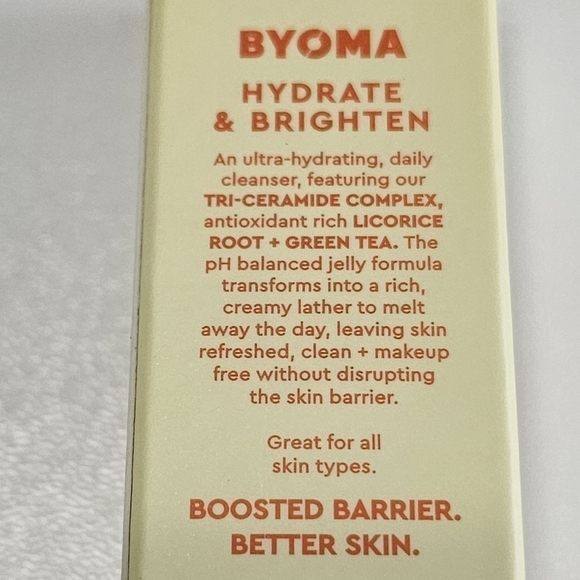 BYOMA
HYDRATE
& BRIGHTEN
An ultra-hydrating, daily
cleanser, featuring our
TRI-CERAMIDE COMPLEX,
antioxidant rich LICORICE
ROOT + GREEN TEA. The
pH balanced jelly formula
transforms into a rich,
creamy lather to melt
away the day, leaving skin
refreshed, clean + makeup
free without disrupting
the skin barrier.
Great for all
skin types.
BOOSTED BARRIER.
BETTER SKIN.